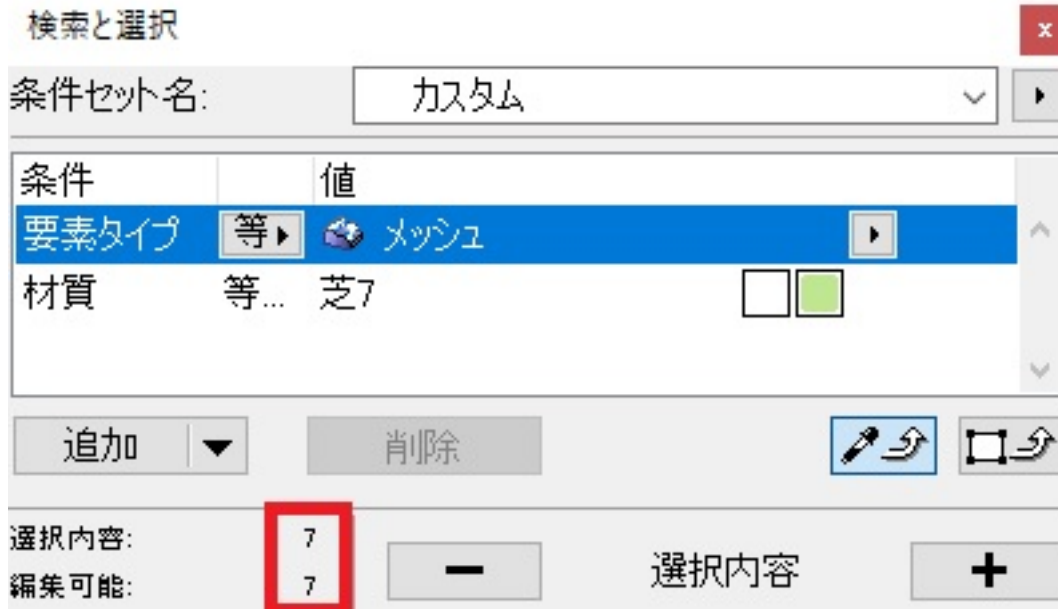 検索と選択
x
条件セット名: カスタム
条件 値
要素タイプ 等 メッシュ
材質 等... 芝7
追加 削除
選択内容: 7
編集可能: 7
− 選択内容 +